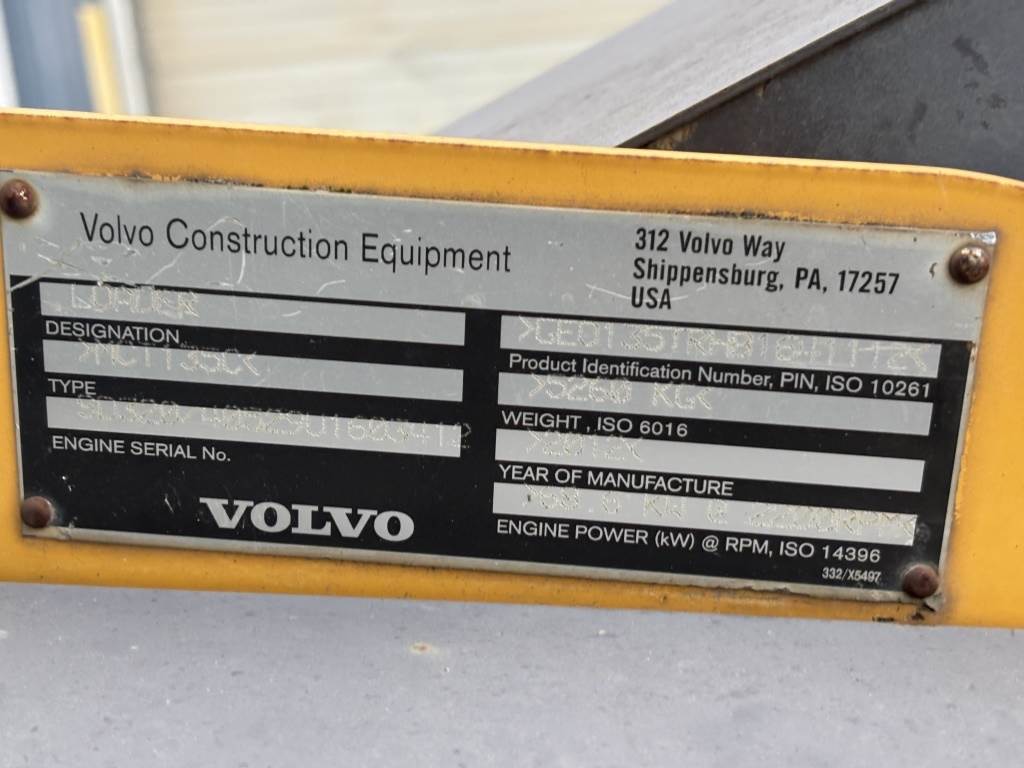 Volvo Construction Equipment
312 Volvo Way
Shippensburg, PA, 17257
USA
LOADER
DESIGNATION
>MC135C<
TYPE
ENGINE SERIAL No.
VOLVO
Product Identification Number, PIN, ISO 10261
>5260 KG<
WEIGHT , ISO 6016
>2012<
YEAR OF MANUFACTURE
ENGINE POWER (kW) @ RPM, ISO 14396
332/X5497